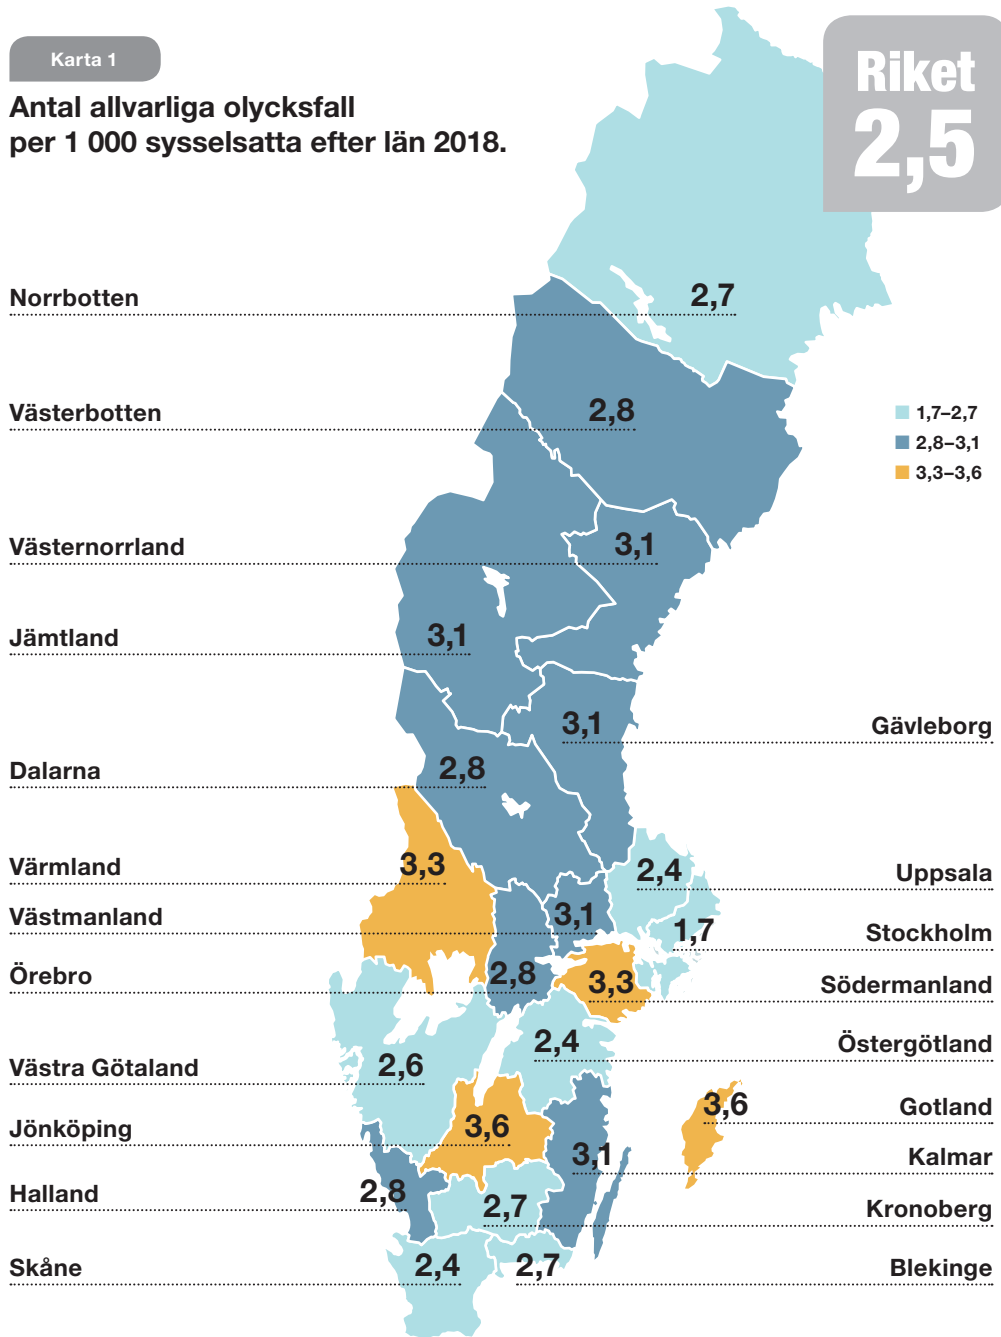 Karta 1
Antal allvarliga olycksfall
per 1 000 sysselsatta efter län 2018.
Riket
2,5
Norrbotten
2,7
Västerbotten
2,8
1,7–2,7
2,8–3,1
3,3–3,6
Västernorrland
3,1
Jämtland
3,1
3,1
Gävleborg
Dalarna
2,8
Värmland
3,3
2,4
Uppsala
Västmanland
3,1
1,7
Stockholm
Örebro
2,8
3,3
Södermanland
2,4
Östergötland
Västra Götaland
2,6
3,6
Gotland
Jönköping
3,6
3,1
Kalmar
Halland
2,8
2,7
Kronoberg
Skåne
2,4
2,7
Blekinge